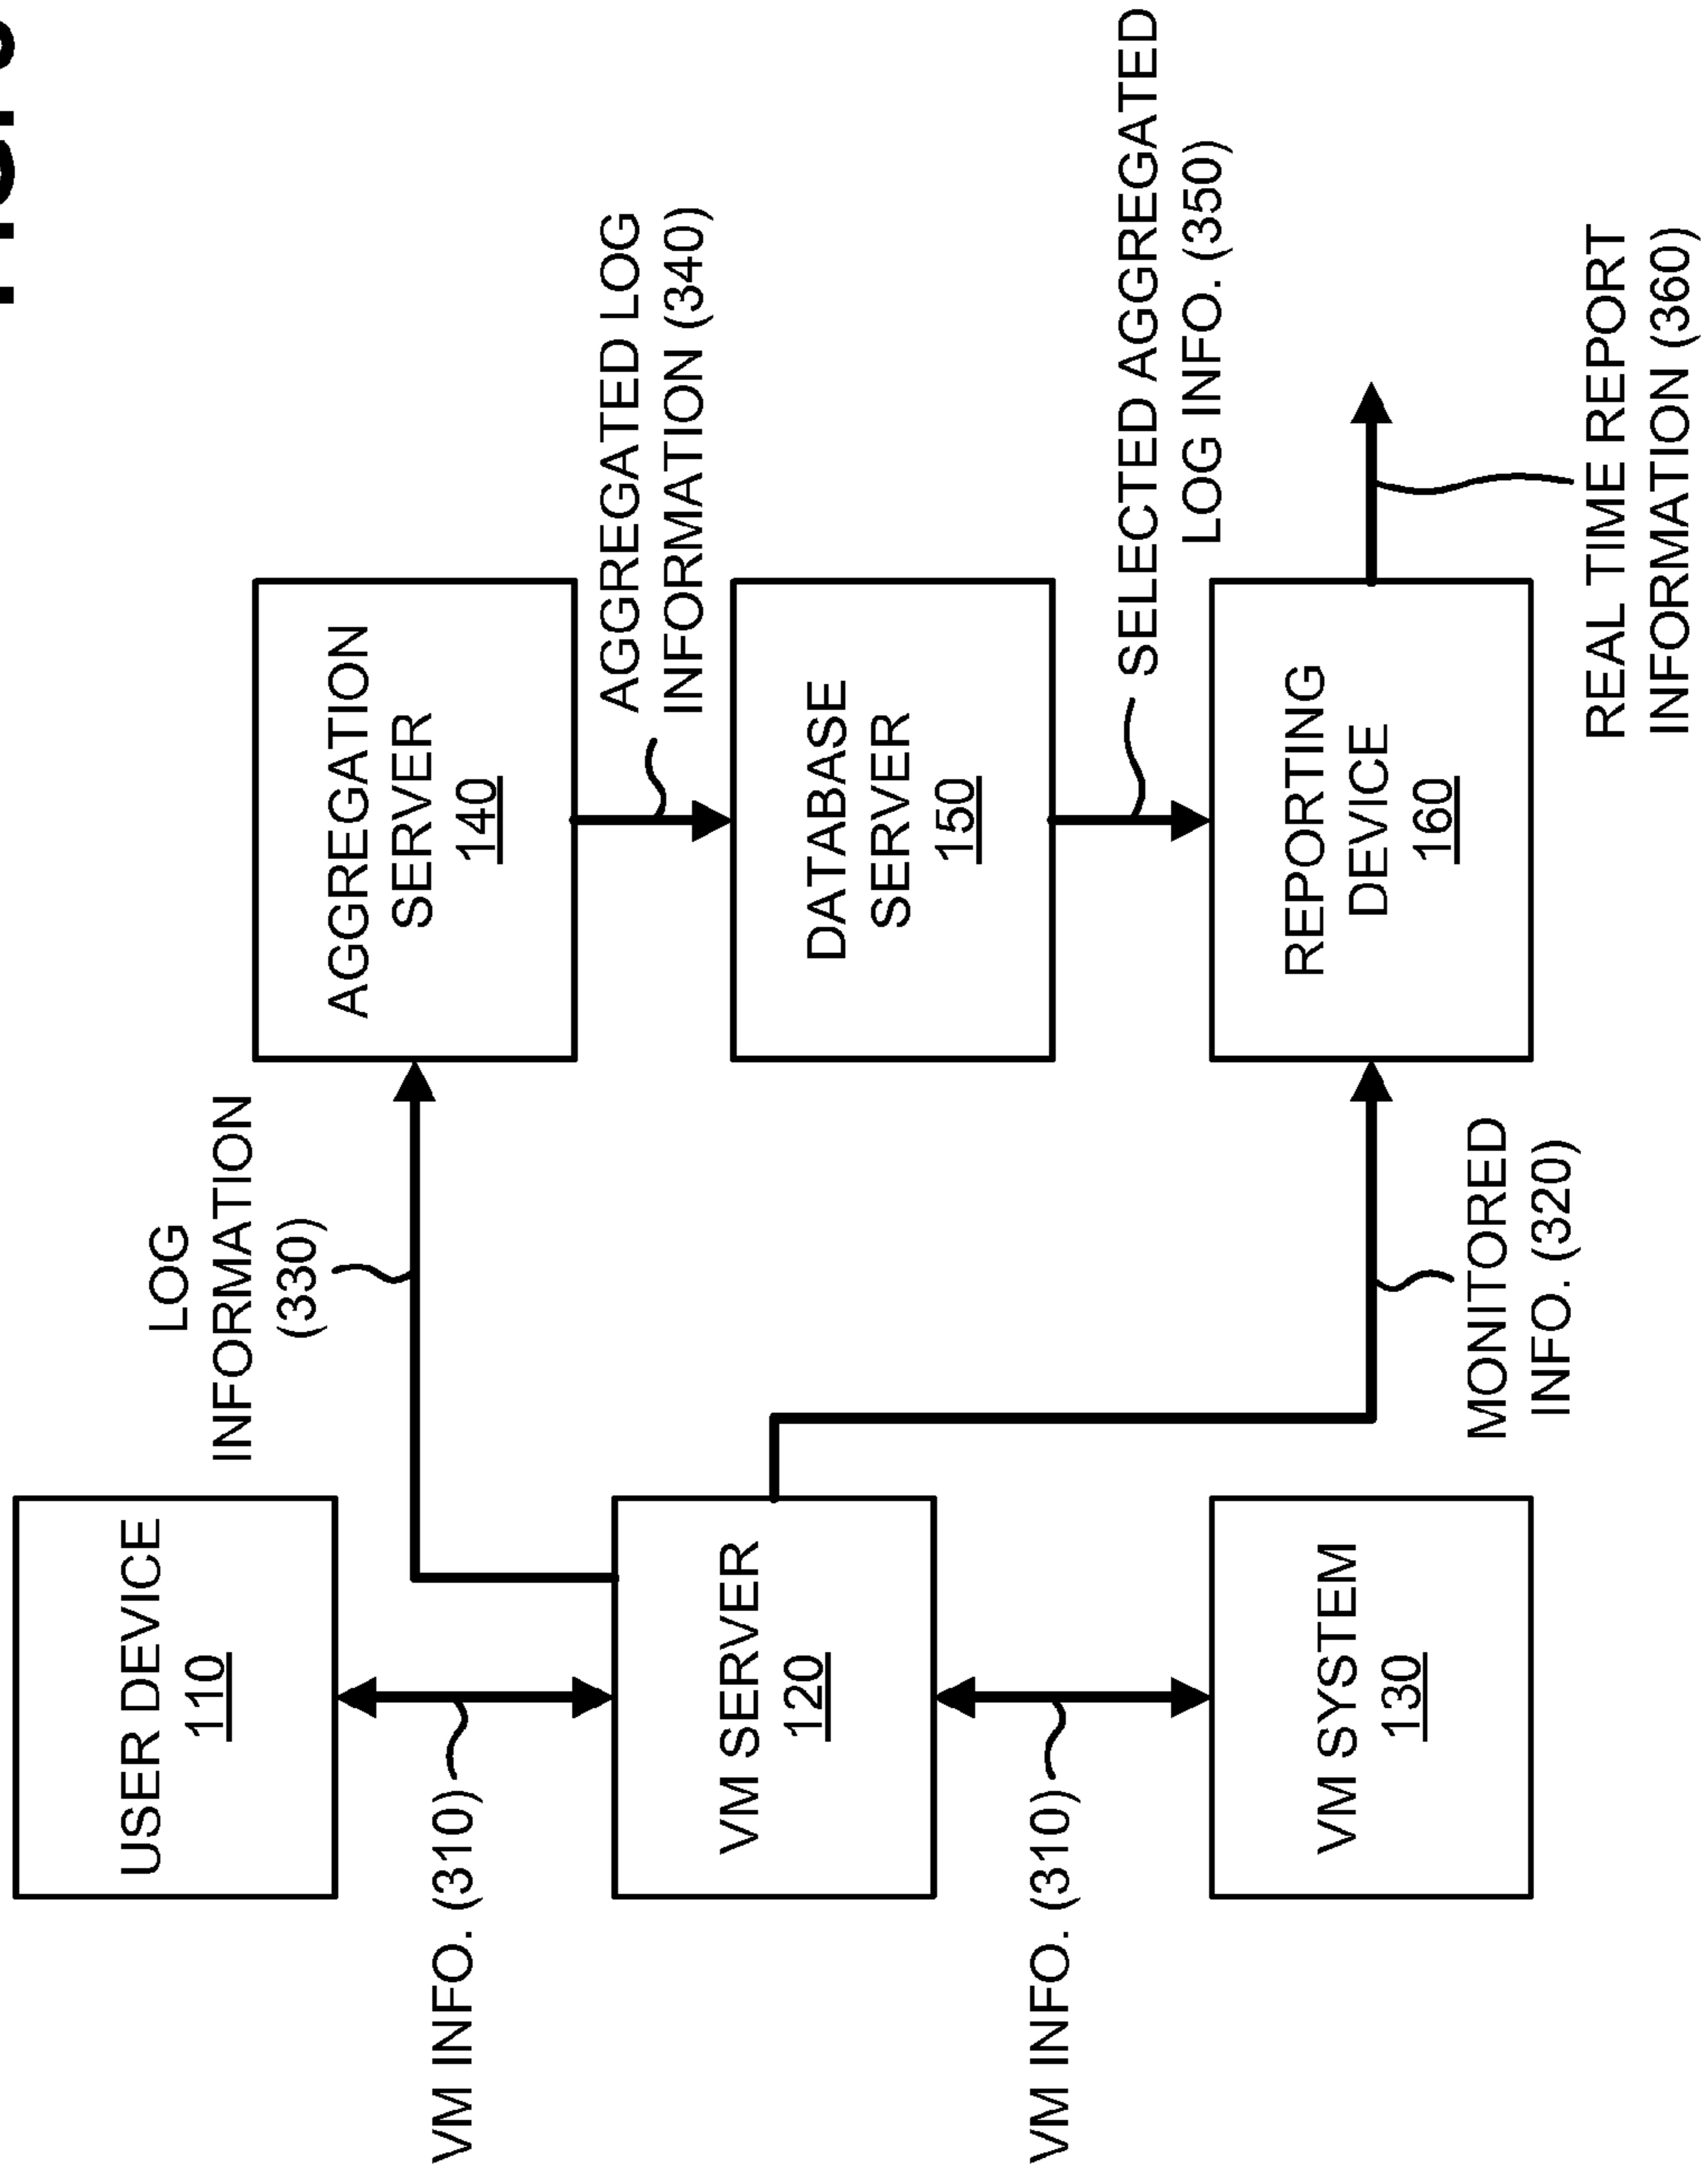 USER DEVICE
110
VM INFO. (310)
VM SERVER
120
VM INFO. (310)
VM SYSTEM
130
LOG
INFORMATION
(330)
MONITORED
INFO. (320)
AGGREGATION
SERVER
140
AGGREGATED LOG
INFORMATION (340)
DATABASE
SERVER
150
SELECTED AGGREGATED
LOG INFO. (350)
REPORTING
DEVICE
160
REAL TIME REPORT
INFORMATION (360)